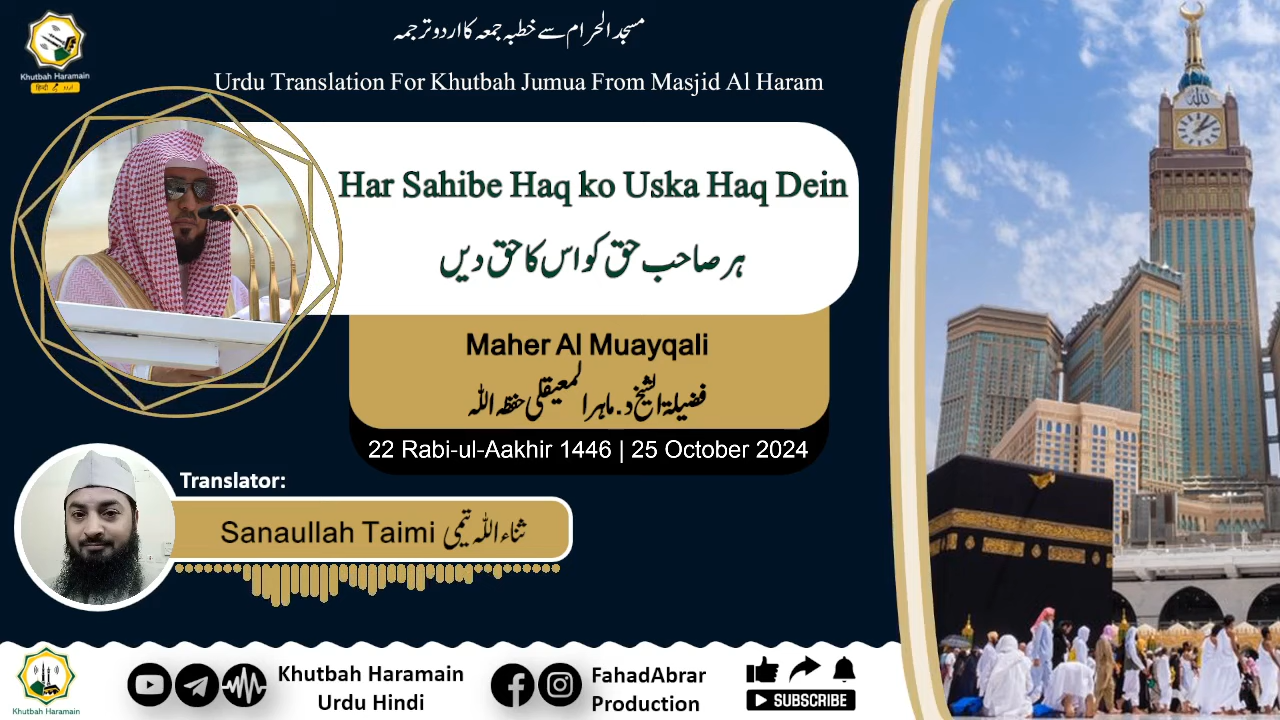 Khutbah Haramain
हिन्दी اردو
مسجد الحرام سے خطبہ جمعہ کا اردو ترجمہ
Urdu Translation For Khutbah Jumua From Masjid Al Haram
Har Sahibe Haq ko Uska Haq Dein
ہر صاحب حق کو اس کا حق دیں
Maher Al Muayqali
فضیلۃ الشیخ د. ماہر المعیقلی حفظہ اللہ
22 Rabi-ul-Aakhir 1446 | 25 October 2024
Translator:
Sanaullah Taimi ثناء اللہ تیمی
Khutbah Haramain
Khutbah Haramain
Urdu Hindi
FahadAbrar
Production
SUBSCRIBE